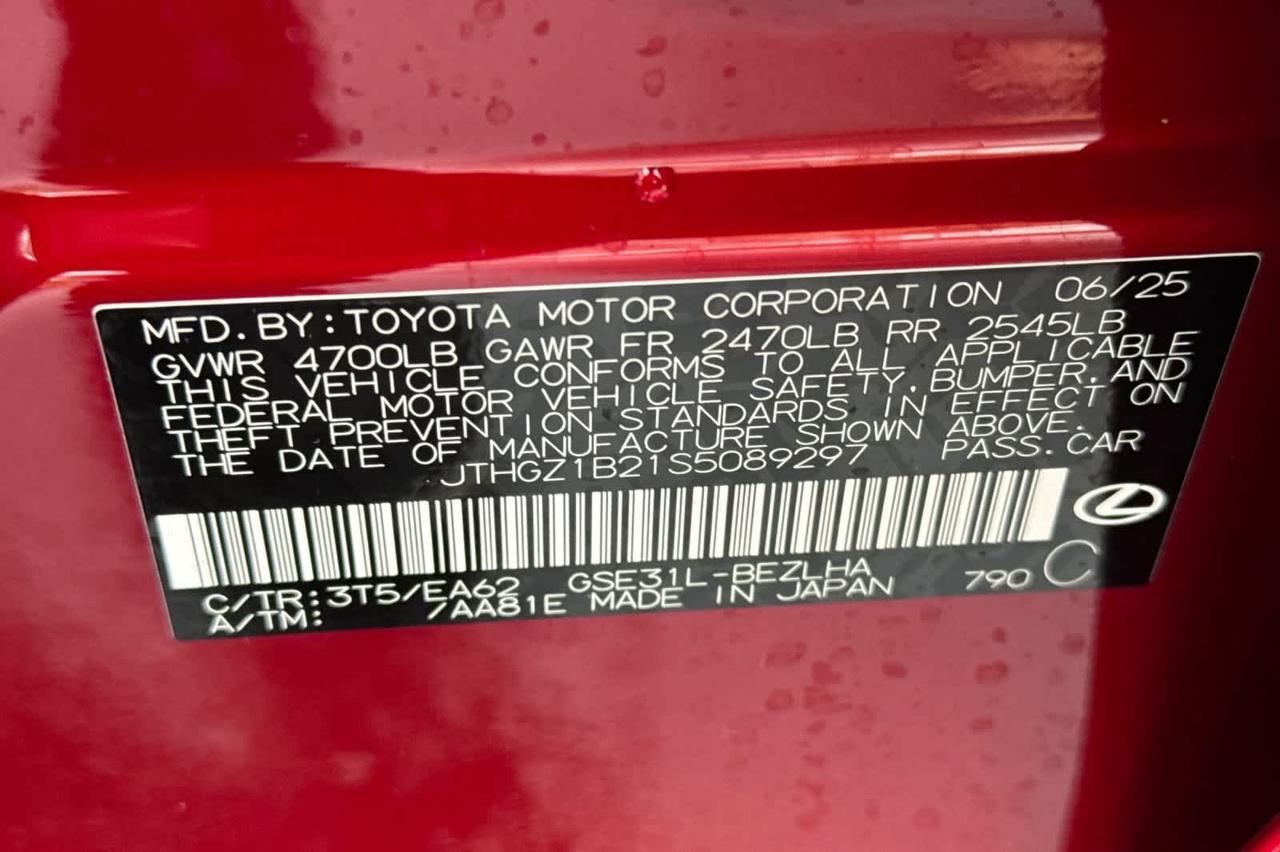 MFD. BY: TOYOTA MOTOR CORPORATION 06/25
GVWR 4700LB GAWR FR 2470LB RR 2545LB
THIS VEHICLE CONFORMS TO ALL APPLICABLE
FEDERAL MOTOR VEHICLE SAFETY, BUMPER, AND
THEFT PREVENTION STANDARDS IN EFFECT ON
THE DATE OF MANUFACTURE SHOWN ABOVE.
JTHGZ1B21S5089297 PASS. CAR
C/TR: 3T5/EA62 GSE31L-BEZLHA 790 C
A/TM: /AA81E MADE IN JAPAN